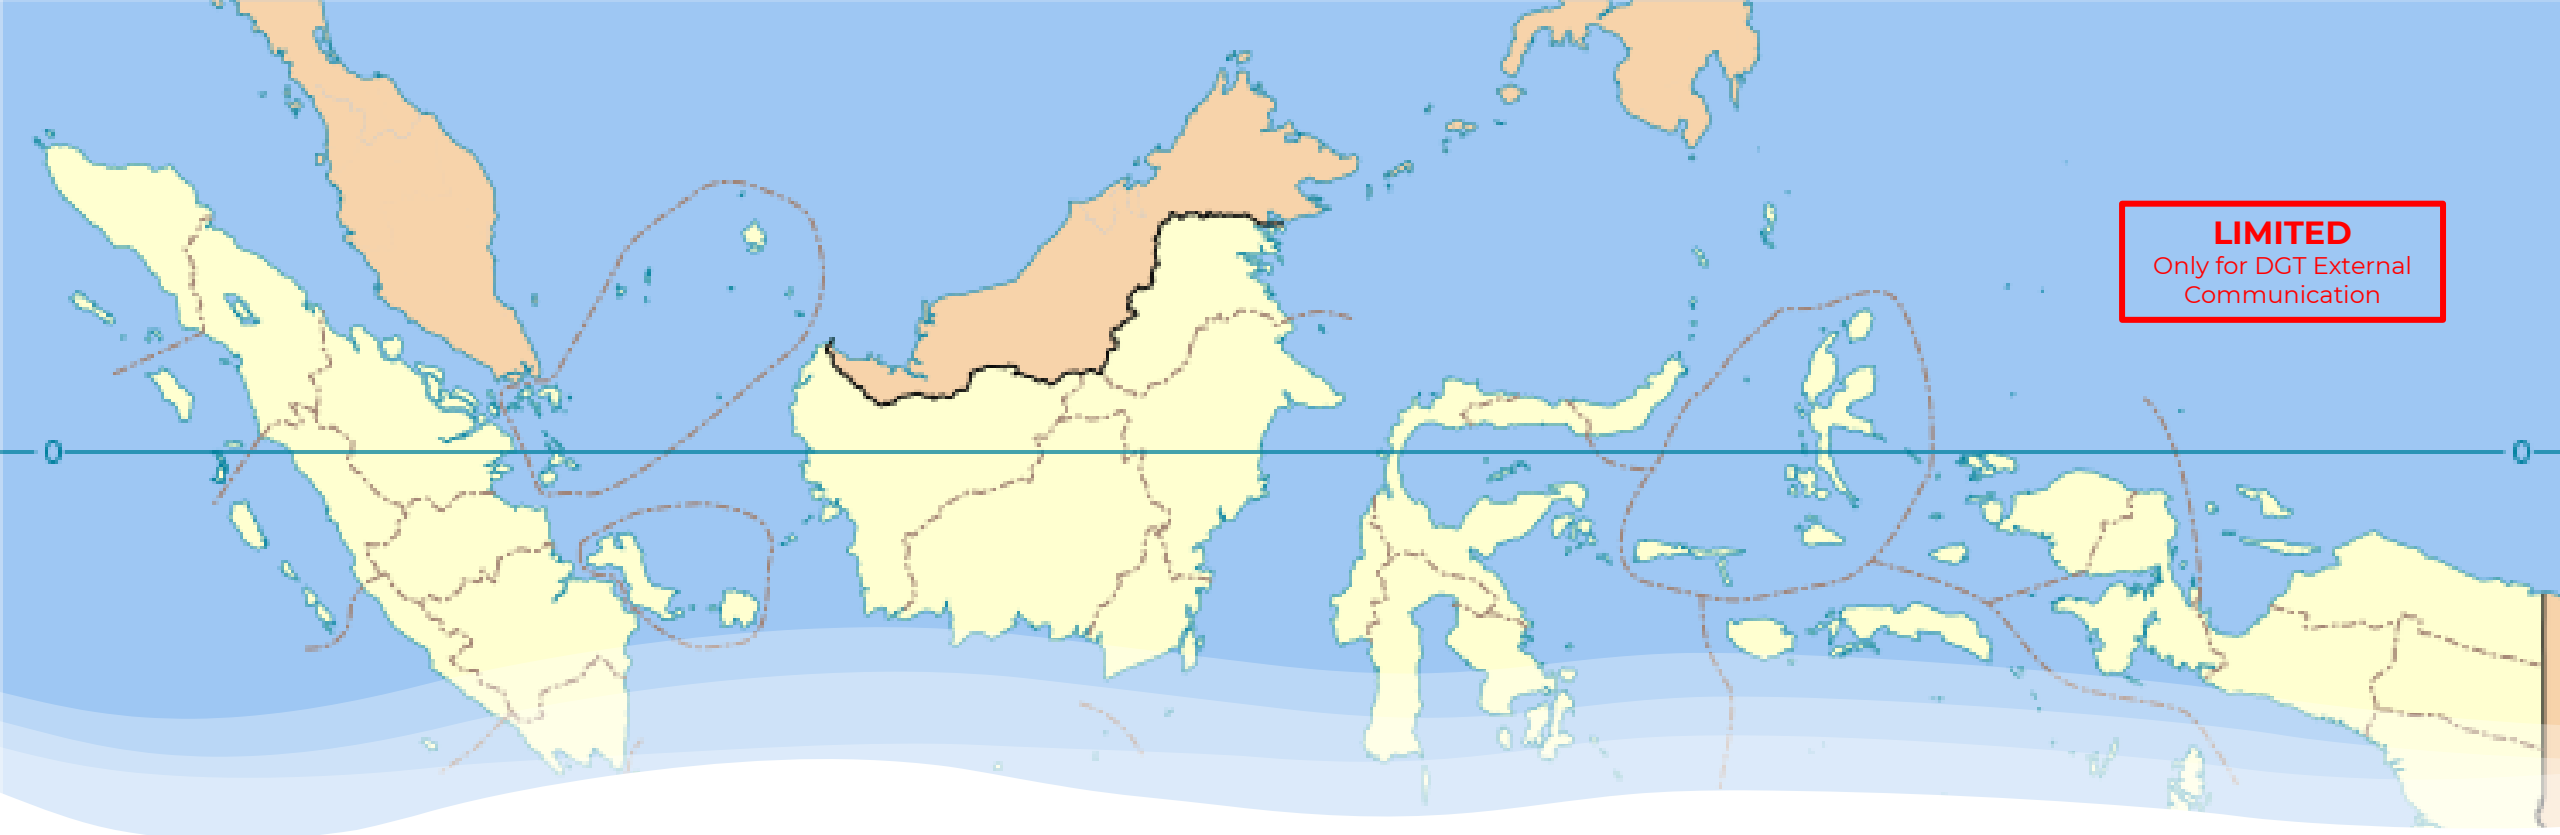 LIMITED
Only for DGT External
Communication
0
0